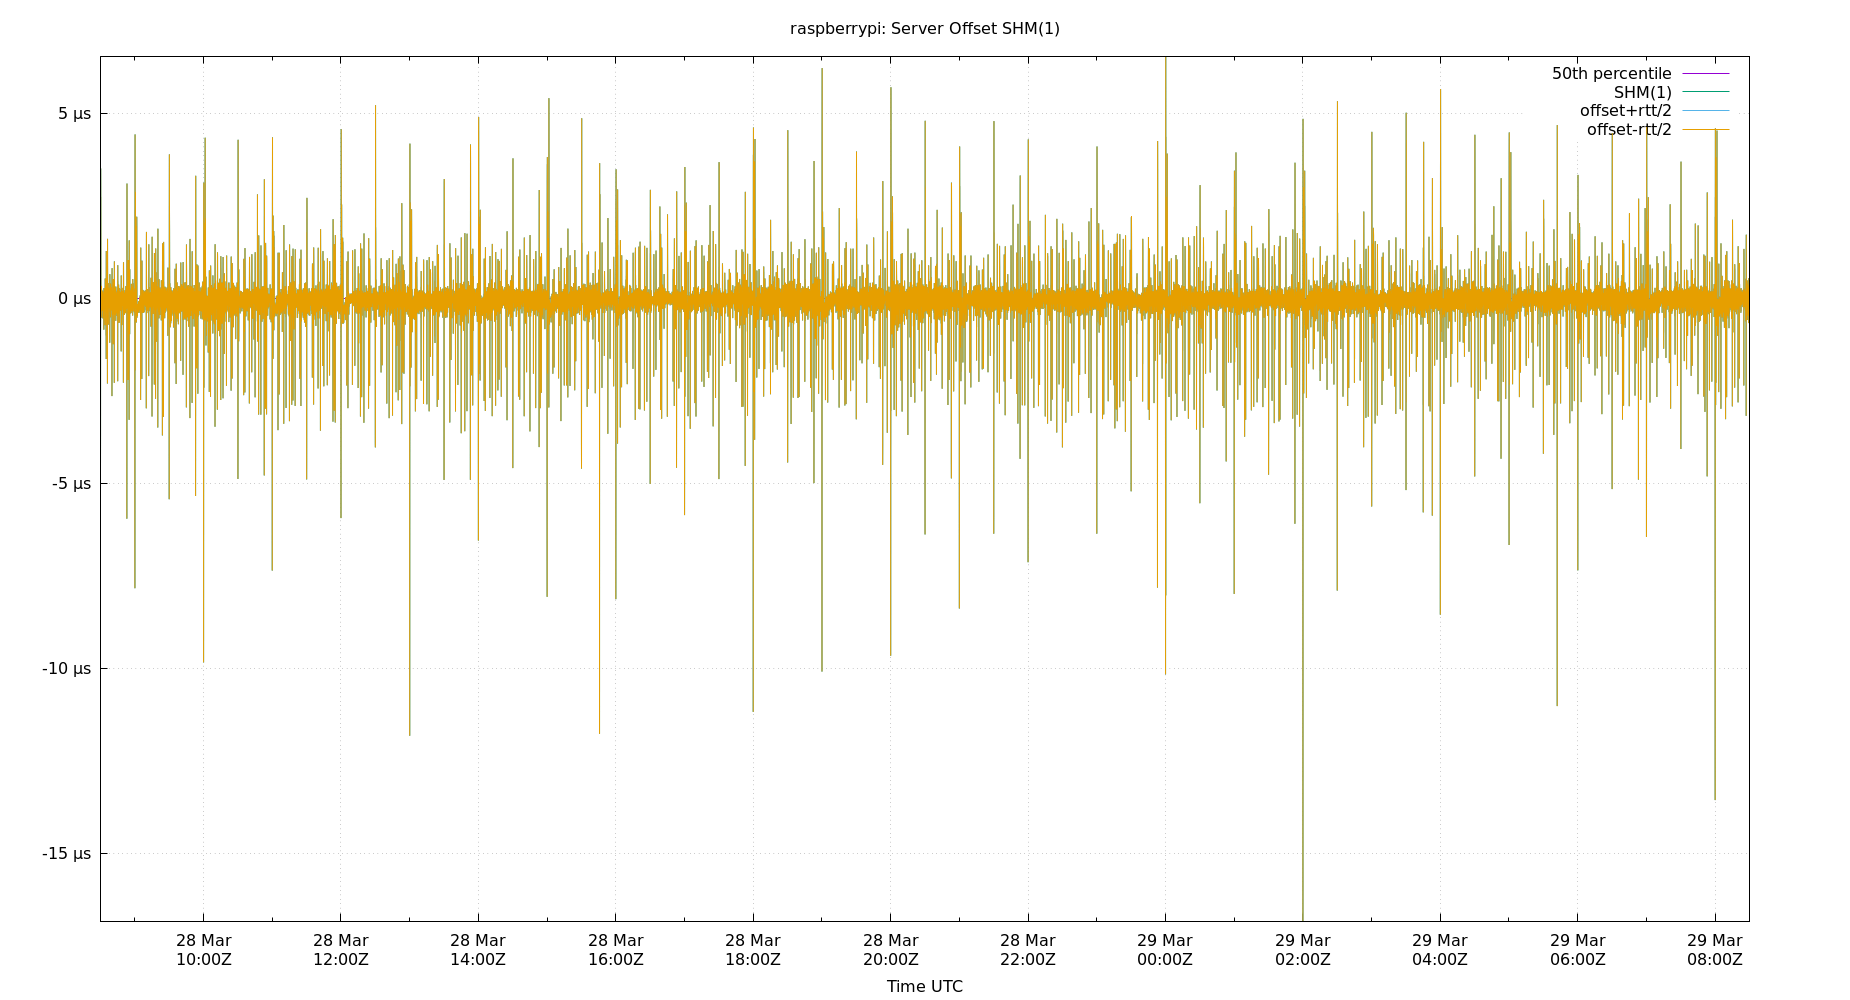 raspberrypi: Server Offset SHM(1)
50th percentile
SHM(1)
offset+rtt/2
offset-rtt/2
5 µs
0 µs
-5 µs
-10 µs
-15 µs
28 Mar 28 Mar 28 Mar 28 Mar 28 Mar 28 Mar 28 Mar 29 Mar 29 Mar 29 Mar 29 Mar 29 Mar
10:00Z 12:00Z 14:00Z 16:00Z 18:00Z 20:00Z 22:00Z 00:00Z 02:00Z 04:00Z 06:00Z 08:00Z
Time UTC